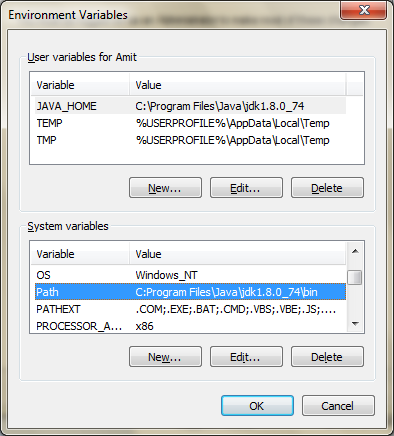 Environment Variables
User variables for Amit
Variable Value
JAVA_HOME C:\Program Files\Java\jdk1.8.0_74
TEMP %USERPROFILE%\AppData\Local\Temp
TMP %USERPROFILE%\AppData\Local\Temp
New... Edit... Delete
System variables
Variable Value
OS Windows_NT
Path C:Program Files\Java\jdk1.8.0_74\bin
PATHEXT .COM;.EXE;.BAT;.CMD;.VBS;.VBE;.JS;....
PROCESSOR_A... x86
New... Edit... Delete
OK Cancel